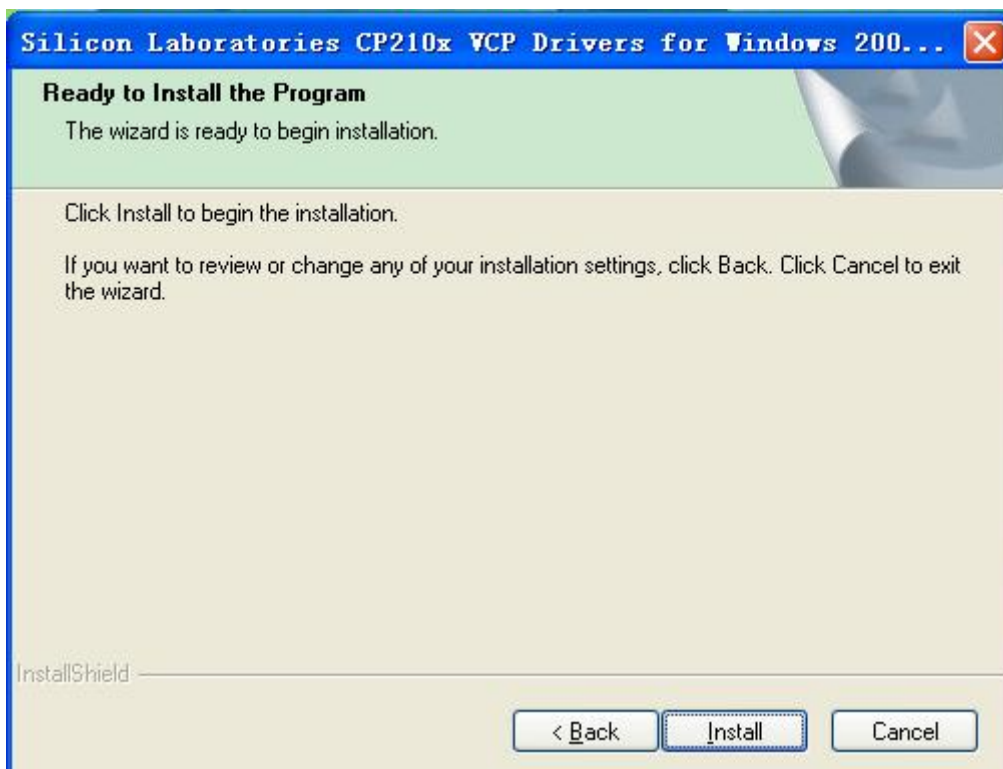 Silicon Laboratories CP210x VCP Drivers for Windows 200...
Ready to Install the Program
The wizard is ready to begin installation.
Click Install to begin the installation.
If you want to review or change any of your installation settings, click Back. Click Cancel to exit
the wizard.
InstallShield
< Back Install Cancel